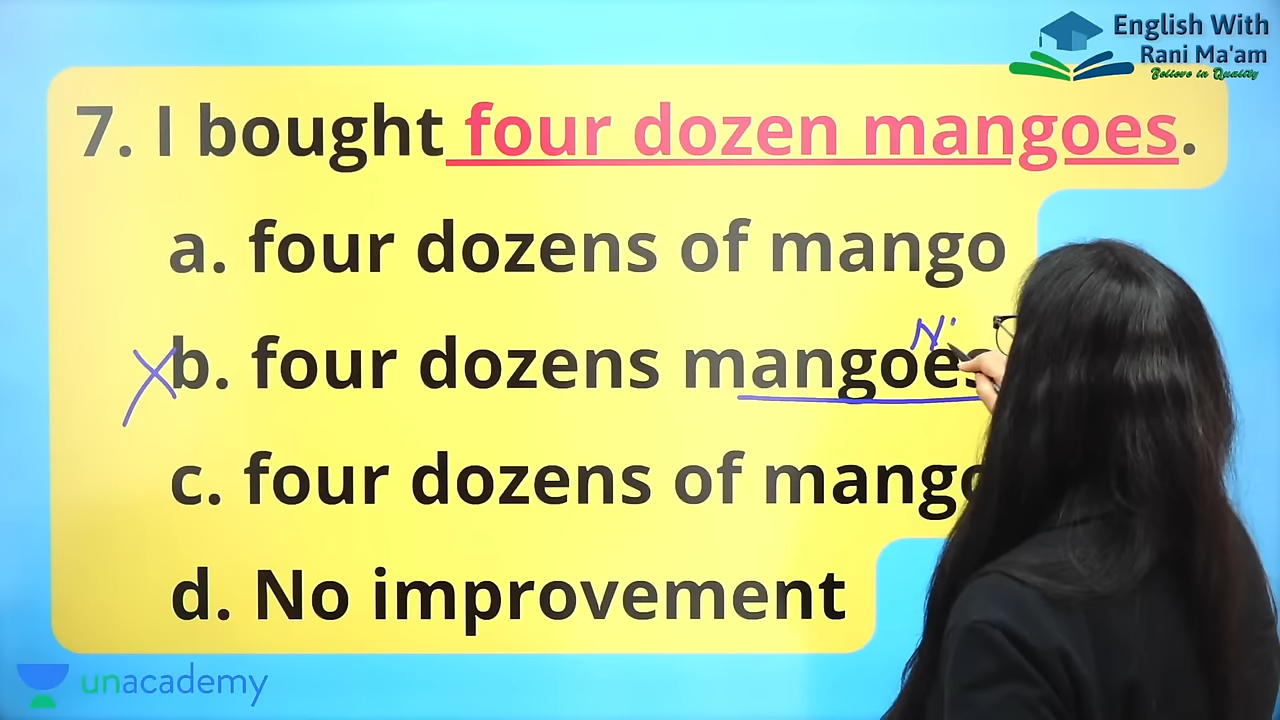 English With
Rani Ma'am
Believe in Quality
7. I bought four dozen mangoes.
a. four dozens of mango
b. four dozens mangoes
c. four dozens of mango
d. No improvement
unacademy